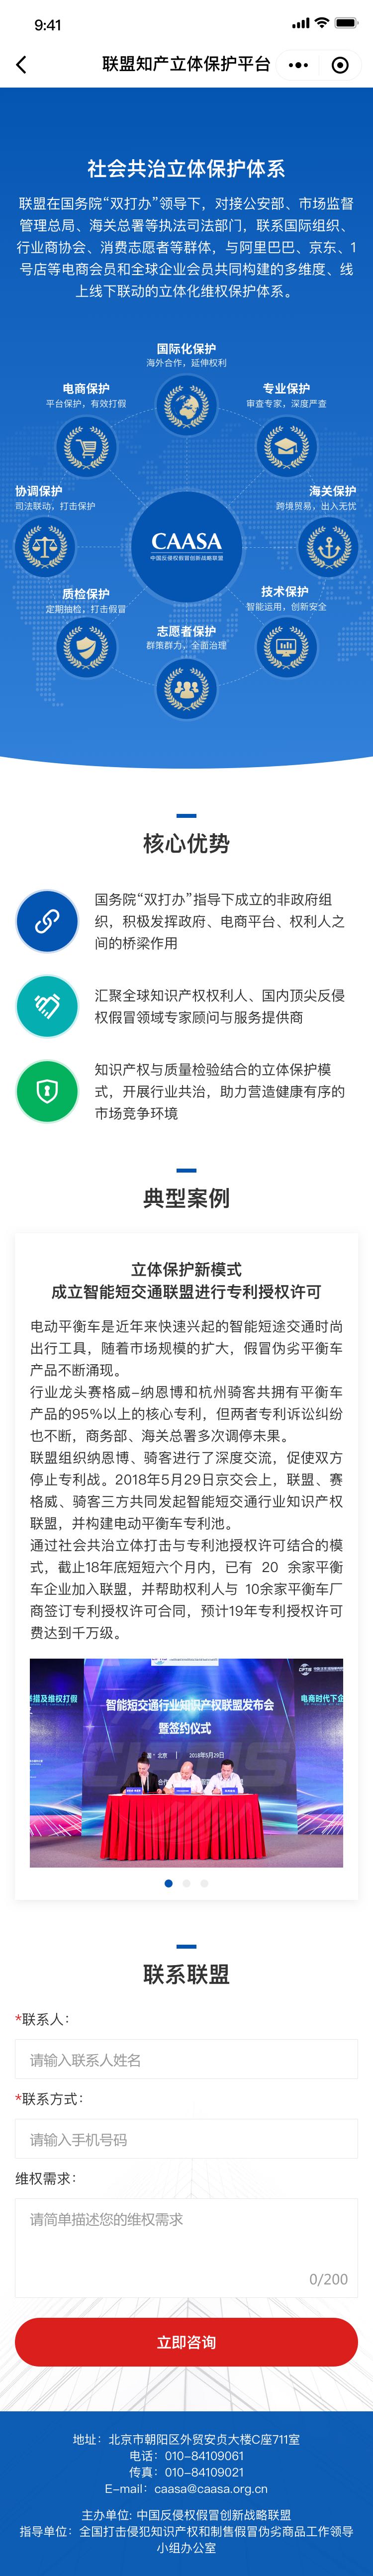 9:41
联盟知产立体保护平台
社会共治立体保护体系
联盟在国务院“双打办”领导下，对接公安部、市场监督
管理总局、海关总署等执法司法部门，联系国际组织、
行业商协会、消费志愿者等群体，与阿里巴巴、京东、1
号店等电商会员和全球企业会员共同构建的多维度、线
上线下联动的立体化维权保护体系。
国际化保护
海外合作，延伸权利
电商保护
平台保护，有效打假
专业保护
审查专家，深度严查
协调保护
司法联动，打击保护
海关保护
跨境贸易，出入无忧
CAASA
中国反侵权假冒创新战略联盟
质检保护
定期抽检，打击假冒
技术保护
智能运用，创新安全
志愿者保护
群策群力，全面治理
核心优势
国务院“双打办”指导下成立的非政府组
织，积极发挥政府、电商平台、权利人之
间的桥梁作用
汇聚全球知识产权权利人、国内顶尖反侵
权假冒领域专家顾问与服务提供商
知识产权与质量检验结合的立体保护模
式，开展行业共治，助力营造健康有序的
市场竞争环境
典型案例
立体保护新模式
成立智能短交通联盟进行专利授权许可
电动平衡车是近年来快速兴起的智能短途交通时尚
出行工具，随着市场规模的扩大，假冒伪劣平衡车
产品不断涌现。
行业龙头赛格威-纳恩博和杭州骑客共拥有平衡车
产品的95%以上的核心专利，但两者专利诉讼纠纷
也不断，商务部、海关总署多次调停未果。
联盟组织纳恩博、骑客进行了深度交流，促使双方
停止专利战。2018年5月29日京交会上，联盟、赛
格威、骑客三方共同发起智能短交通行业知识产权
联盟，并构建电动平衡车专利池。
通过社会共治立体打击与专利池授权许可结合的模
式，截止18年底短短六个月内，已有 20 余家平衡
车企业加入联盟，并帮助权利人与 10余家平衡车厂
商签订专利授权许可合同，预计19年专利授权许可
费达到千万级。
举措及维权打假
智能短交通行业知识产权联盟发布会
暨签约仪式
北京 | 2018年5月29日
电商时代下企
联系联盟
*联系人：
请输入联系人姓名
*联系方式：
请输入手机号码
维权需求：
请简单描述您的维权需求
0/200
立即咨询
地址：北京市朝阳区外贸安贞大楼C座711室
电话：010-84109061
传真：010-84109021
E-mail：caasa@caasa.org.cn
主办单位: 中国反侵权假冒创新战略联盟
指导单位：全国打击侵犯知识产权和制售假冒伪劣商品工作领导
小组办公室